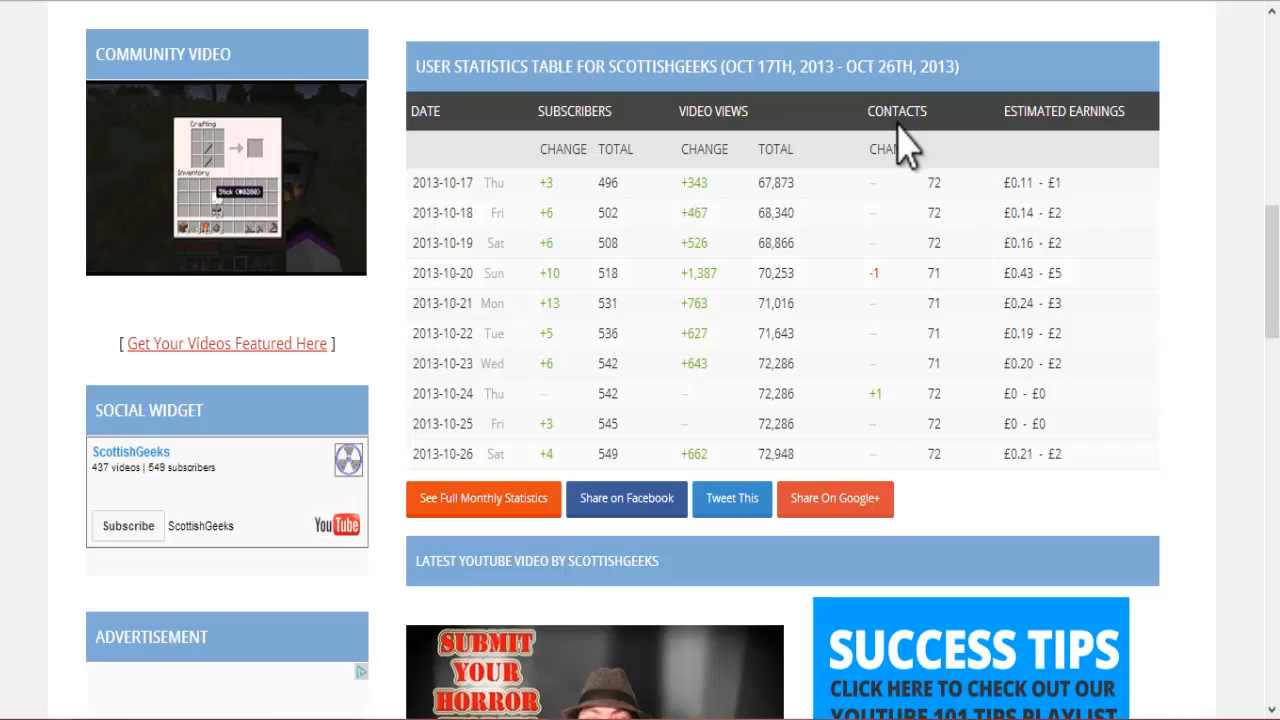 COMMUNITY VIDEO
Crafting
Inventory
Stick (#0280)
[ Get Your Videos Featured Here ]
SOCIAL WIDGET
ScottishGeeks
437 videos | 549 subscribers
Subscribe ScottishGeeks
YouTube
ADVERTISEMENT
USER STATISTICS TABLE FOR SCOTTISHGEEKS (OCT 17TH, 2013 - OCT 26TH, 2013)
DATE SUBSCRIBERS VIDEO VIEWS CONTACTS ESTIMATED EARNINGS
CHANGE TOTAL CHANGE TOTAL
2013-10-17 Thu +3 496 +343 67,873 -- 72 £0.11 - £1
2013-10-18 Fri +6 502 +467 68,340 -- 72 £0.14 - £2
2013-10-19 Sat +6 508 +526 68,866 -- 72 £0.16 - £2
2013-10-20 Sun +10 518 +1,387 70,253 -1 71 £0.43 - £5
2013-10-21 Mon +13 531 +763 71,016 -- 71 £0.24 - £3
2013-10-22 Tue +5 536 +627 71,643 -- 71 £0.19 - £2
2013-10-23 Wed +6 542 +643 72,286 -- 71 £0.20 - £2
2013-10-24 Thu -- 542 -- 72,286 +1 72 £0 - £0
2013-10-25 Fri +3 545 -- 72,286 -- 72 £0 - £0
2013-10-26 Sat +4 549 +662 72,948 -- 72 £0.21 - £2
See Full Monthly Statistics Share on Facebook Tweet This Share On Google+
LATEST YOUTUBE VIDEO BY SCOTTISHGEEKS
SUBMIT
YOUR
HORROR
SUCCESS TIPS
CLICK HERE TO CHECK OUT OUR
YOUTUBE 101 TIPS PLAYLIST